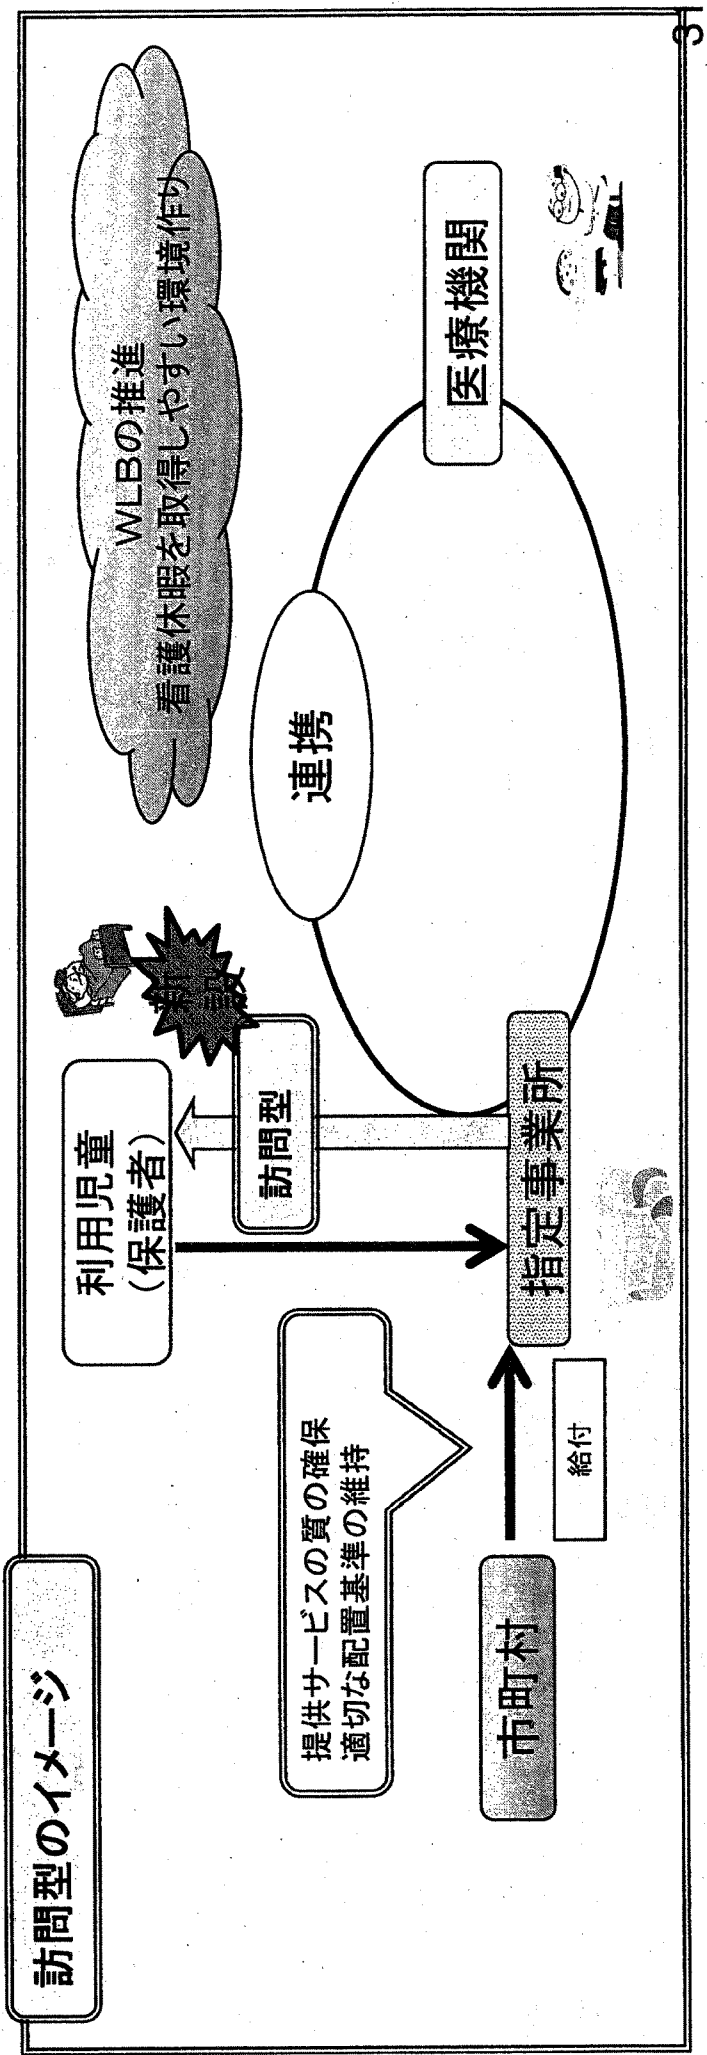 訪問型のイメージ
WLBの推進
看護休暇を取得しやすい環境作り
利用児童
(保護者)
新
設
訪問型
連携
医療機関
提供サービスの質の確保
適切な配置基準の維持
市町村
給付
指定事業所
3